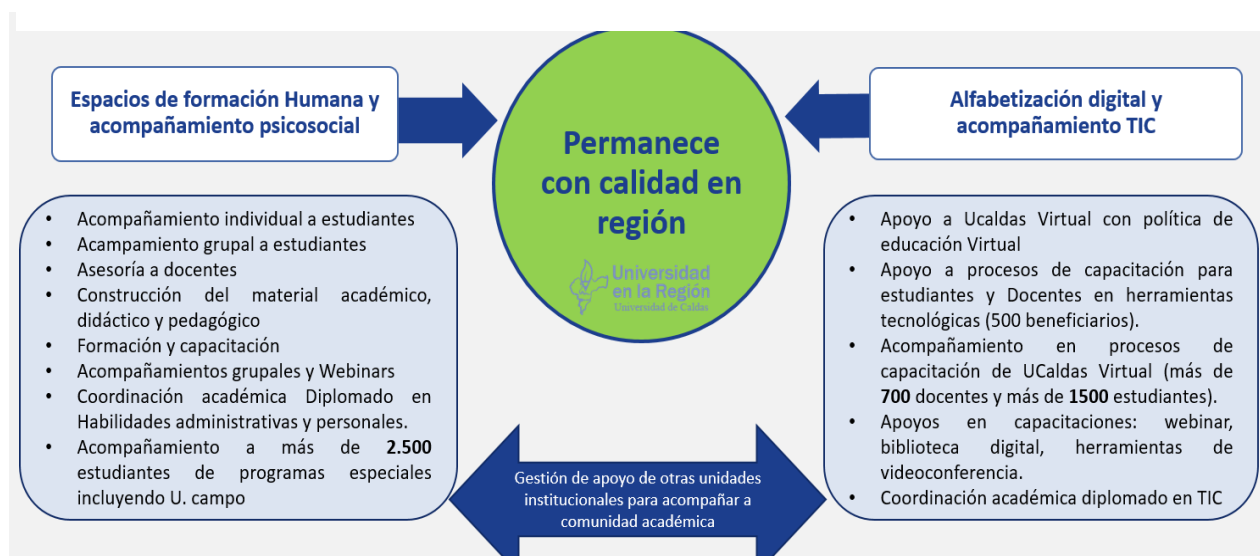 Espacios de formación Humana y
acompañamiento psicosocial
Permanece
con calidad en
región
Universidad
en la Región
Universidad de Caldas
Alfabetización digital y
acompañamiento TIC
• Acompañamiento individual a estudiantes
• Acampamiento grupal a estudiantes
• Asesoría a docentes
• Construcción del material académico,
didáctico y pedagógico
• Formación y capacitación
• Acompañamientos grupales y Webinars
• Coordinación académica Diplomado en
Habilidades administrativas y personales.
• Acompañamiento a más de 2.500
estudiantes de programas especiales
incluyendo U. campo
• Apoyo a Ucaldas Virtual con política de
educación Virtual
• Apoyo a procesos de capacitación para
estudiantes y Docentes en herramientas
tecnológicas (500 beneficiarios).
• Acompañamiento en procesos de
capacitación de UCaldas Virtual (más de
700 docentes y más de 1500 estudiantes).
• Apoyos en capacitaciones: webinar,
biblioteca digital, herramientas de
videoconferencia.
• Coordinación académica diplomado en TIC
Gestión de apoyo de otras unidades
institucionales para acompañar a
comunidad académica